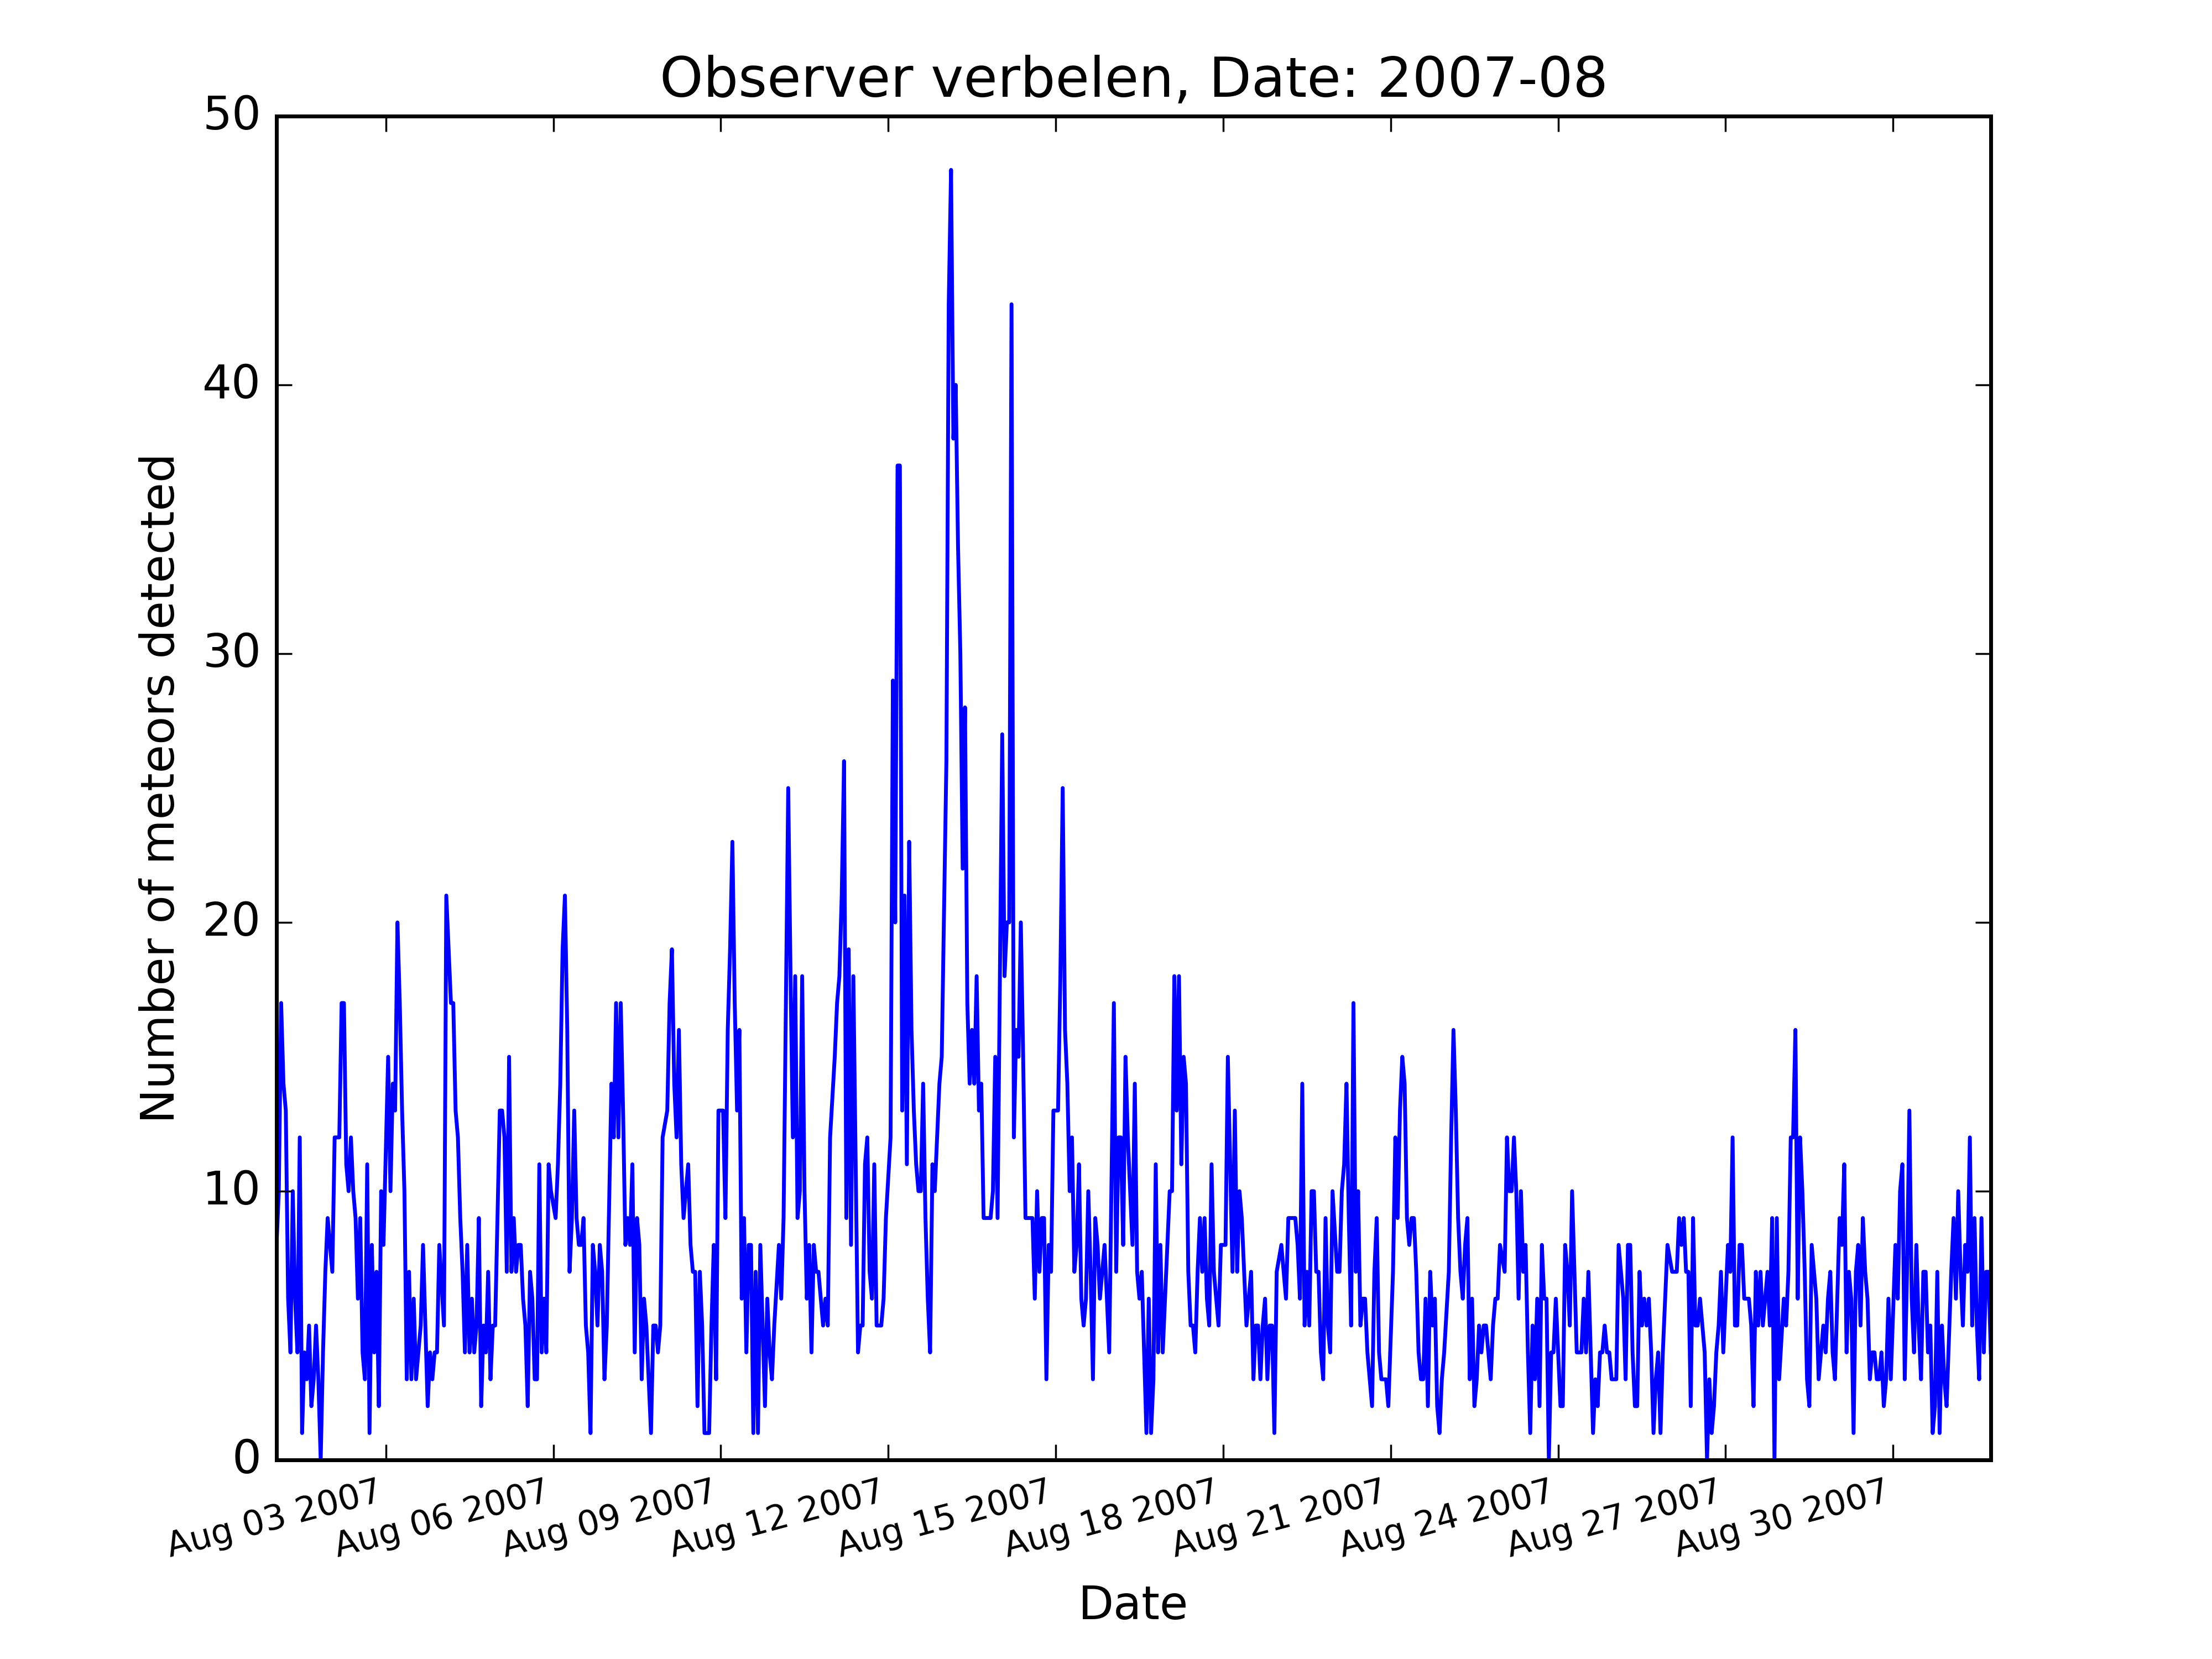 Observer verbelen, Date: 2007-08
Number of meteors detected
50
40
30
20
10
0
Aug 03 2007
Aug 06 2007
Aug 09 2007
Aug 12 2007
Aug 15 2007
Aug 18 2007
Aug 21 2007
Aug 24 2007
Aug 27 2007
Aug 30 2007
Date